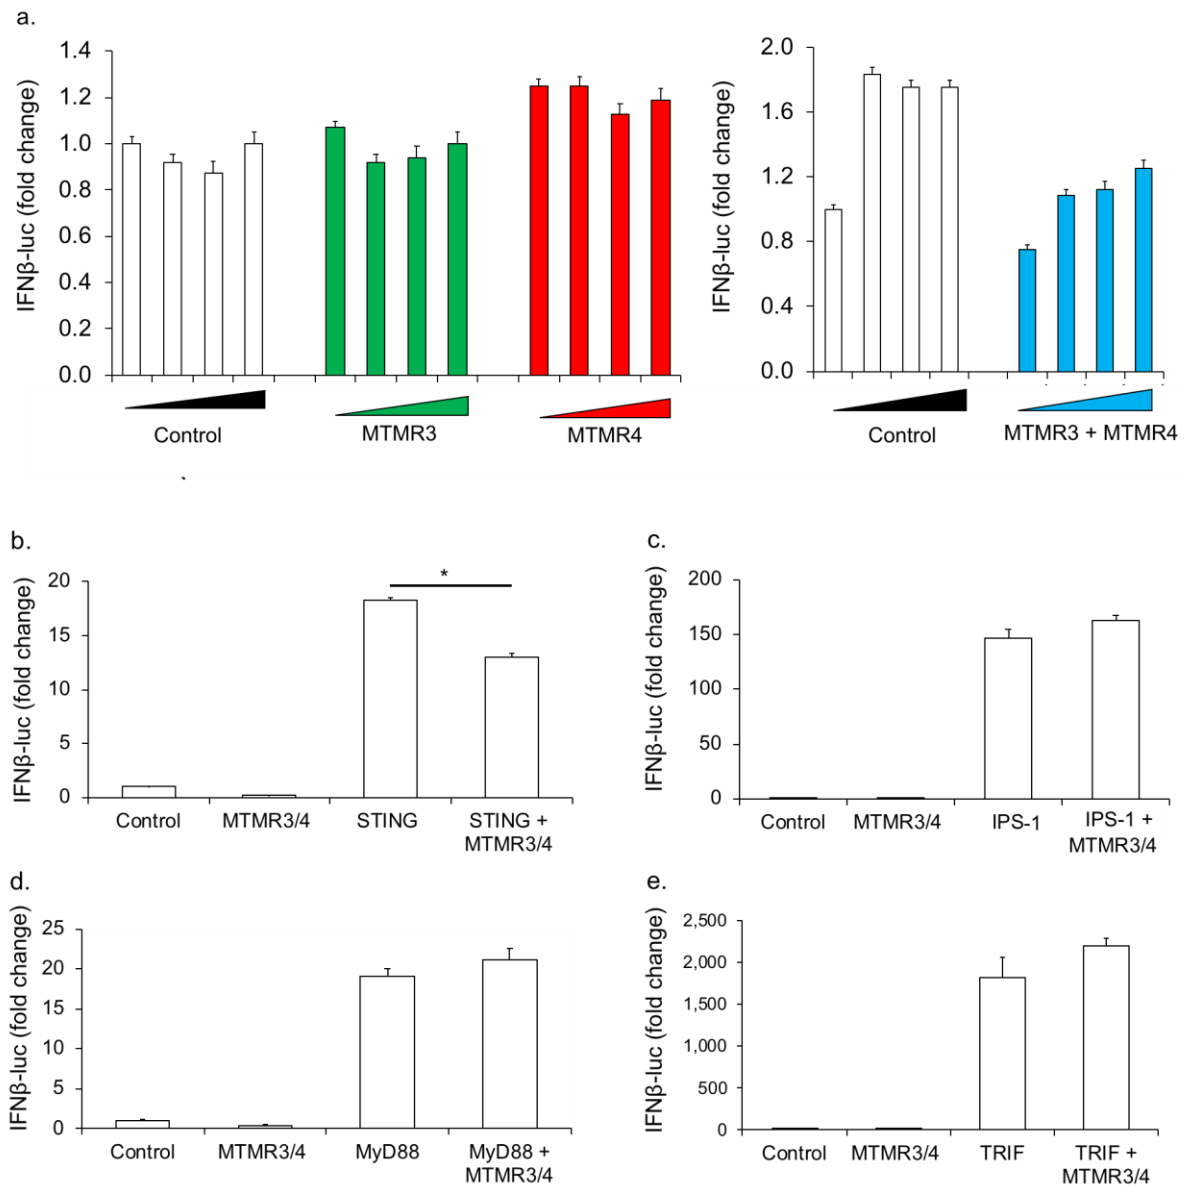 a.
IFNβ-luc (fold change)
1.4
1.2
1.0
0.8
0.6
0.4
0.2
0.0
Control
MTMR3
MTMR4
IFNβ-luc (fold change)
2.0
1.6
1.2
0.8
0.4
0.0
Control
MTMR3 + MTMR4
b.
IFNβ-luc (fold change)
20
15
10
5
0
*
Control
MTMR3/4
STING
STING +
MTMR3/4
c.
IFNβ-luc (fold change)
200
150
100
50
0
Control
MTMR3/4
IPS-1
IPS-1 +
MTMR3/4
d.
IFNβ-luc (fold change)
25
20
15
10
5
0
Control
MTMR3/4
MyD88
MyD88 +
MTMR3/4
e.
IFNβ-luc (fold change)
2,500
2,000
1,500
1,000
500
0
Control
MTMR3/4
TRIF
TRIF +
MTMR3/4